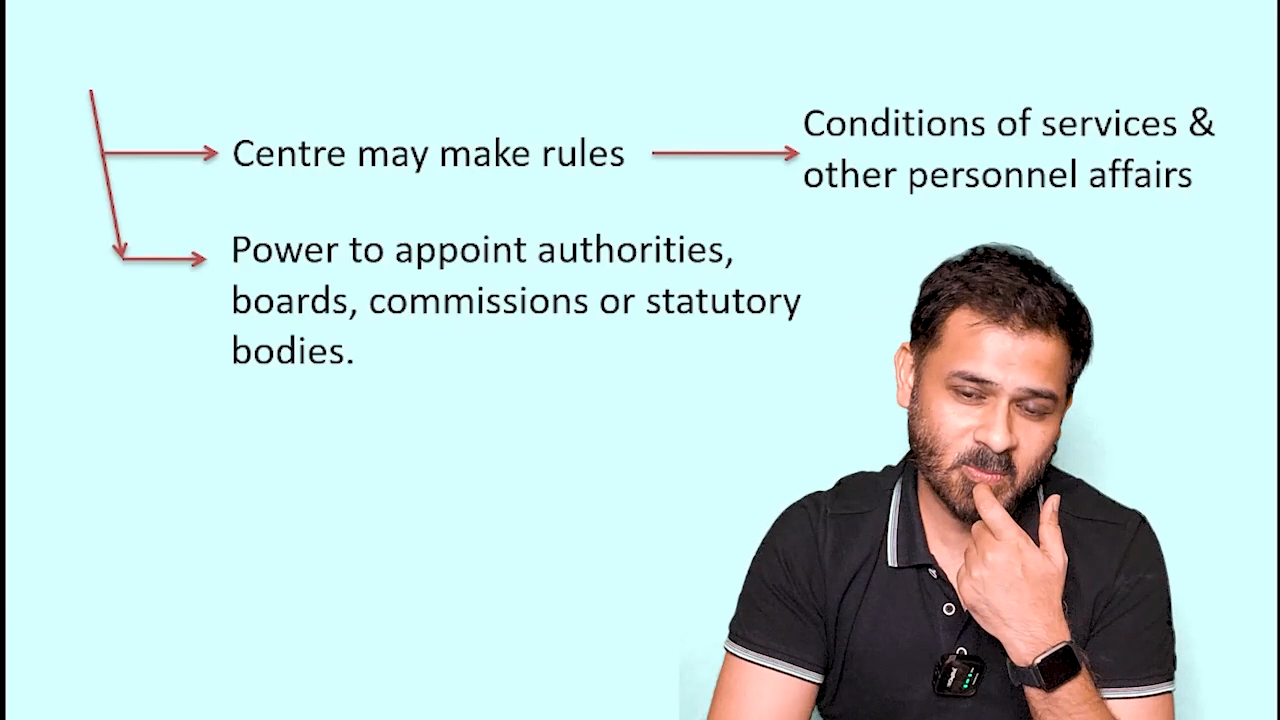 Centre may make rules
Conditions of services &
other personnel affairs
Power to appoint authorities,
boards, commissions or statutory
bodies.